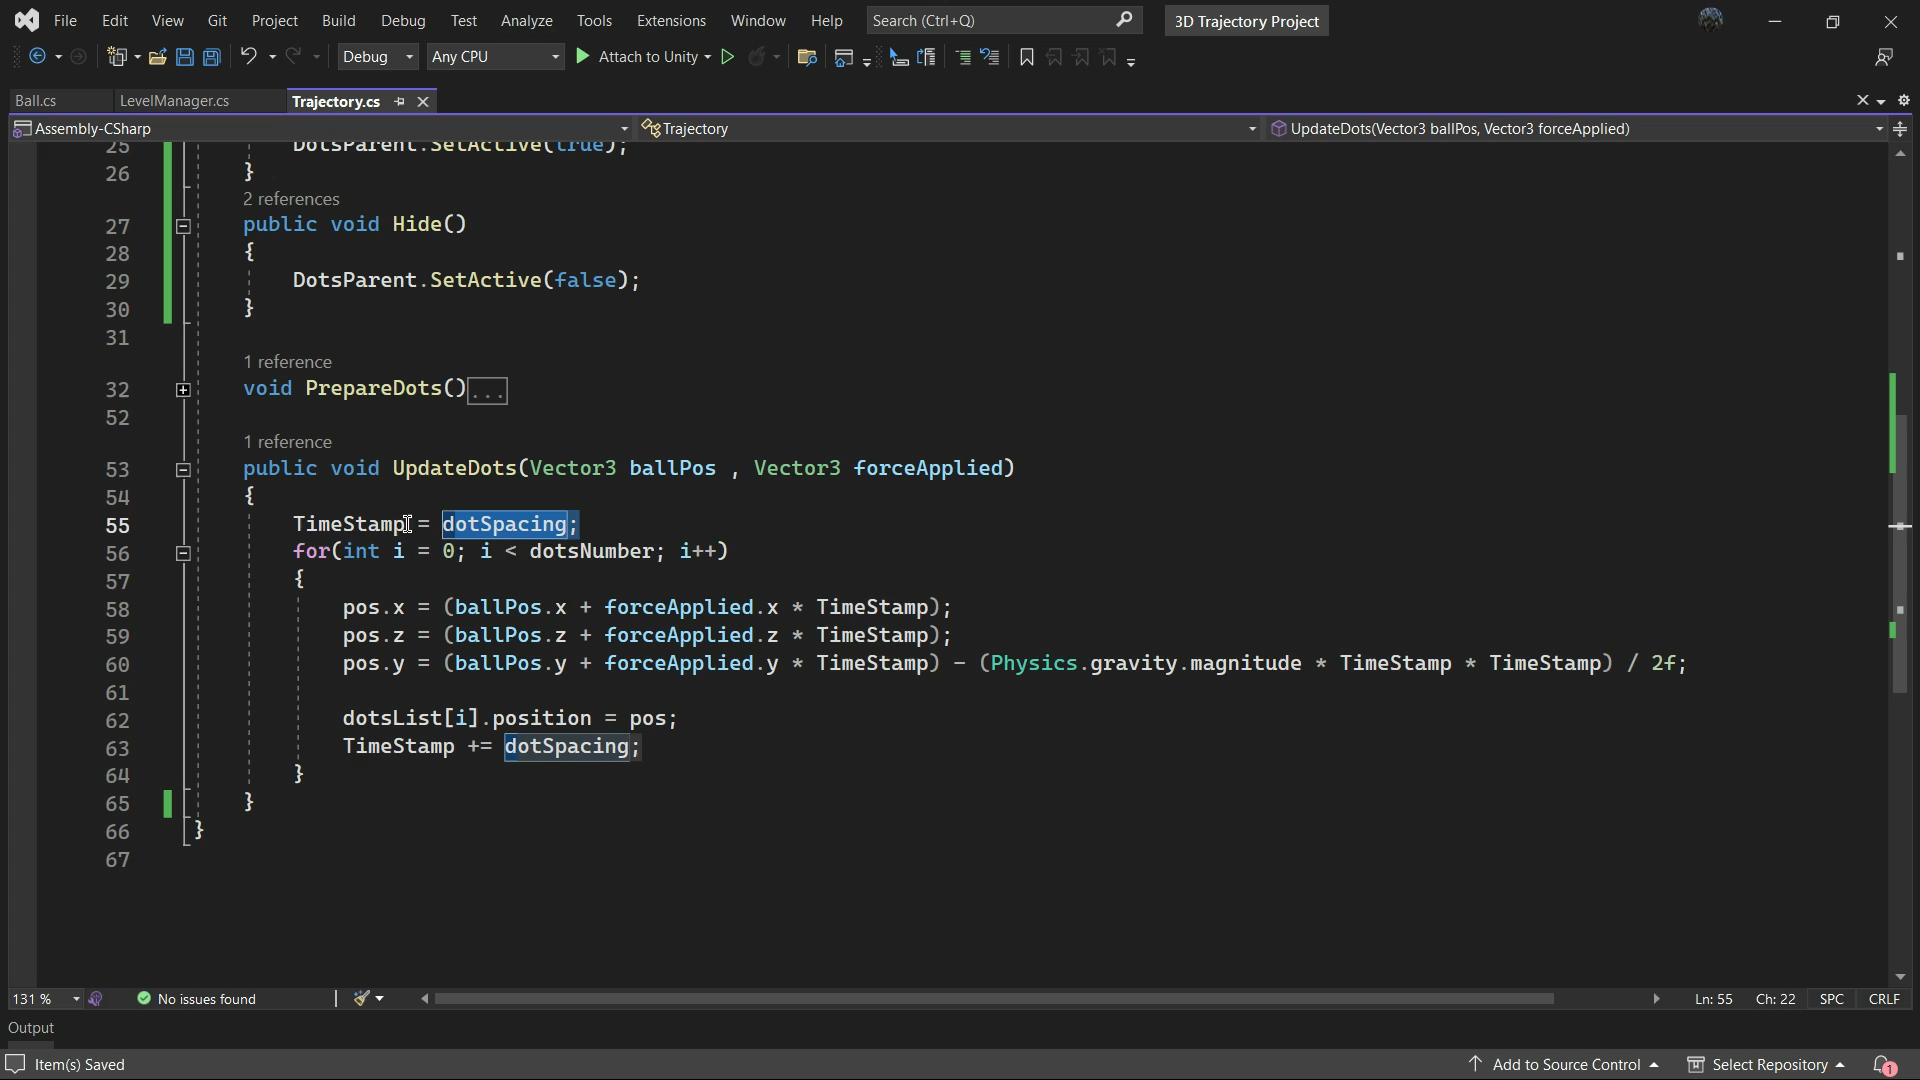 File Edit View Git Project Build Debug Test Analyze Tools Extensions Window Help Search (Ctrl+Q) 3D Trajectory Project
Debug Any CPU Attach to Unity
Ball.cs LevelManager.cs Trajectory.cs
Assembly-CSharp Trajectory UpdateDots(Vector3 ballPos, Vector3 forceApplied)
25 DotsParent.SetActive(true);
26 }
2 references
27 public void Hide()
28 {
29 DotsParent.SetActive(false);
30 }
31
1 reference
32 void PrepareDots()...
52
1 reference
53 public void UpdateDots(Vector3 ballPos , Vector3 forceApplied)
54 {
55 TimeStamp = dotSpacing;
56 for(int i = 0; i < dotsNumber; i++)
57 {
58 pos.x = (ballPos.x + forceApplied.x * TimeStamp);
59 pos.z = (ballPos.z + forceApplied.z * TimeStamp);
60 pos.y = (ballPos.y + forceApplied.y * TimeStamp) - (Physics.gravity.magnitude * TimeStamp * TimeStamp) / 2f;
61
62 dotsList[i].position = pos;
63 TimeStamp += dotSpacing;
64 }
65 }
66 }
67
131 % No issues found Ln: 55 Ch: 22 SPC CRLF
Output
Item(s) Saved Add to Source Control Select Repository 1